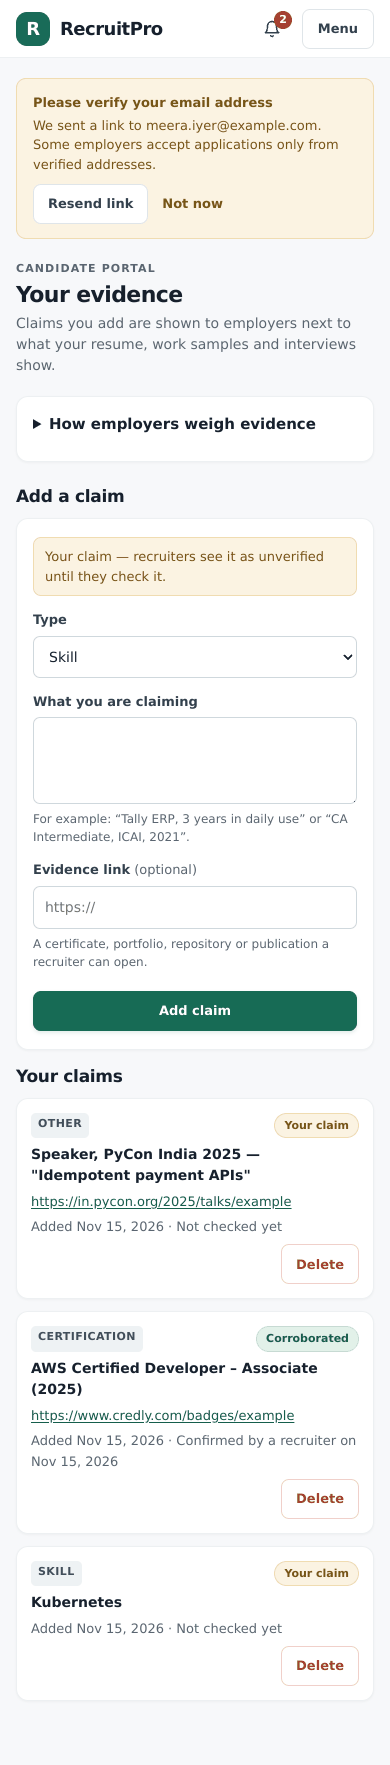 R RecruitPro 2 Menu
Please verify your email address
We sent a link to meera.iyer@example.com.
Some employers accept applications only from
verified addresses.
Resend link Not now
CANDIDATE PORTAL
Your evidence
Claims you add are shown to employers next to
what your resume, work samples and interviews
show.
How employers weigh evidence
Add a claim
Your claim — recruiters see it as unverified
until they check it.
Type
Skill
What you are claiming
For example: “Tally ERP, 3 years in daily use” or “CA
Intermediate, ICAI, 2021”.
Evidence link (optional)
https://
A certificate, portfolio, repository or publication a
recruiter can open.
Add claim
Your claims
OTHER Your claim
Speaker, PyCon India 2025 —
"Idempotent payment APIs"
https://in.pycon.org/2025/talks/example
Added Nov 15, 2026 · Not checked yet
Delete
CERTIFICATION Corroborated
AWS Certified Developer – Associate
(2025)
https://www.credly.com/badges/example
Added Nov 15, 2026 · Confirmed by a recruiter on
Nov 15, 2026
Delete
SKILL Your claim
Kubernetes
Added Nov 15, 2026 · Not checked yet
Delete